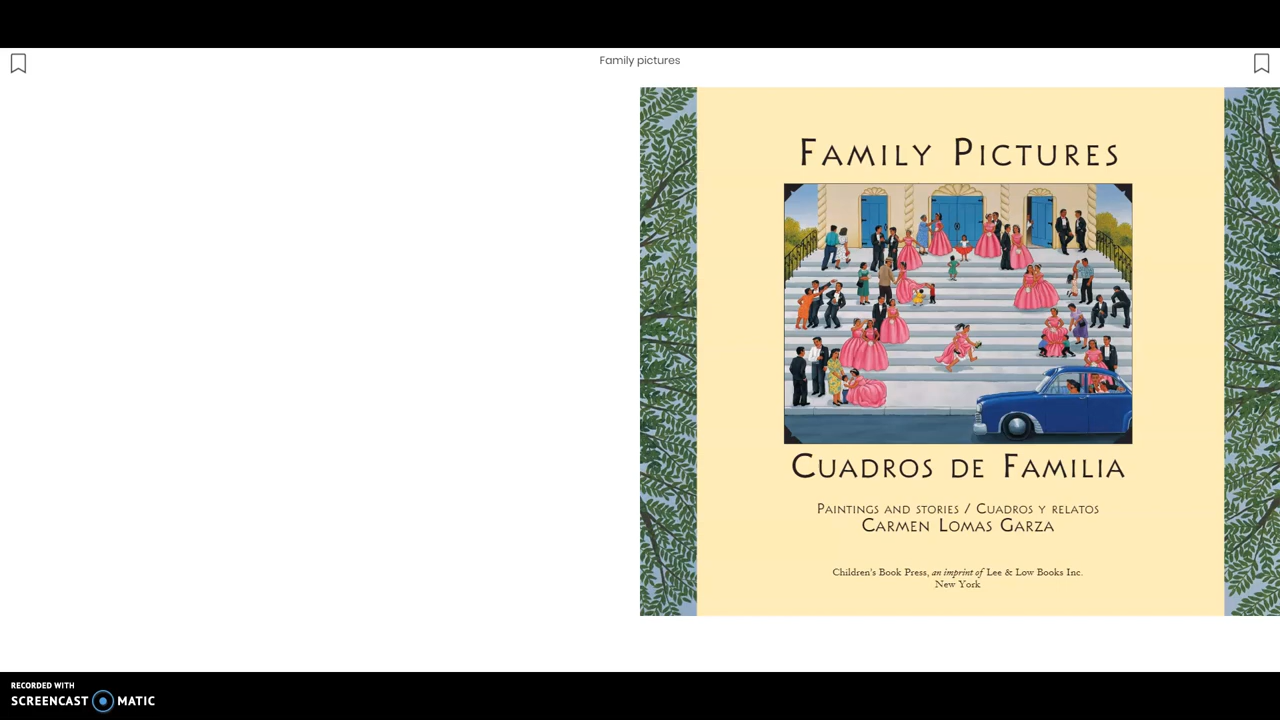 Family pictures
FAMILY PICTURES
CUADROS DE FAMILIA
PAINTINGS AND STORIES / CUADROS Y RELATOS
CARMEN LOMAS GARZA
Children's Book Press, an imprint of Lee & Low Books Inc.
New York
RECORDED WITH
SCREENCAST MATIC